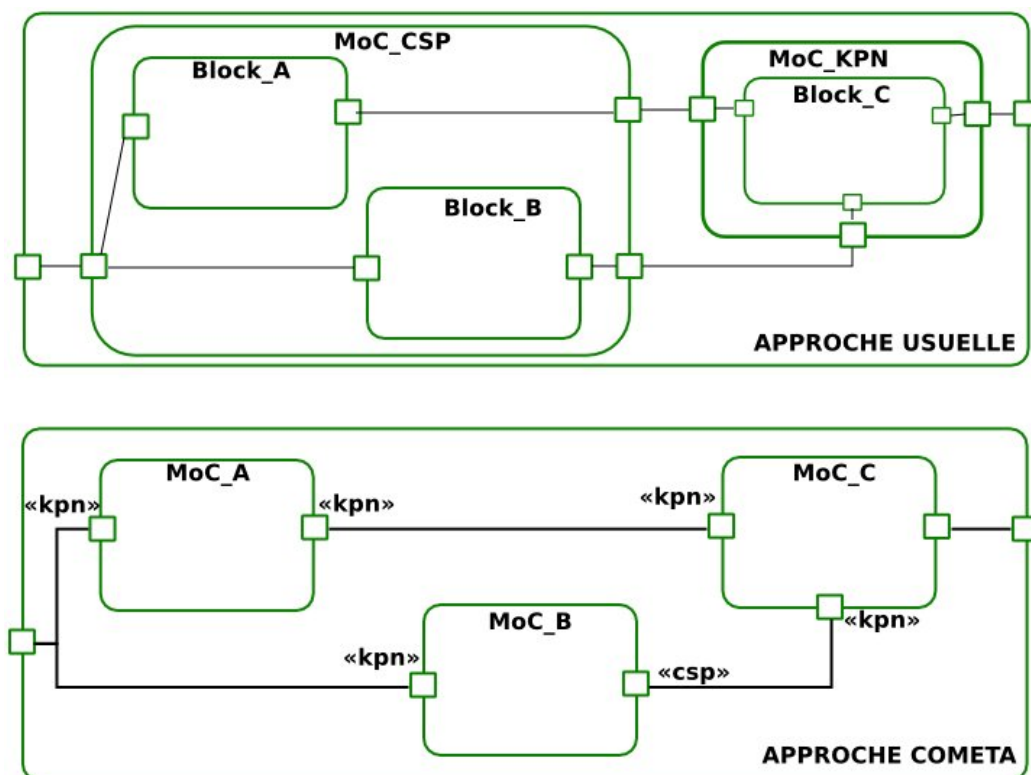 MoC_CSP
Block_A
MoC_KPN
Block_C
Block_B
APPROCHE USUELLE
MoC_A
MoC_C
«kpn»
«kpn»
«kpn»
MoC_B
«kpn»
«kpn»
«csp»
APPROCHE COMETA